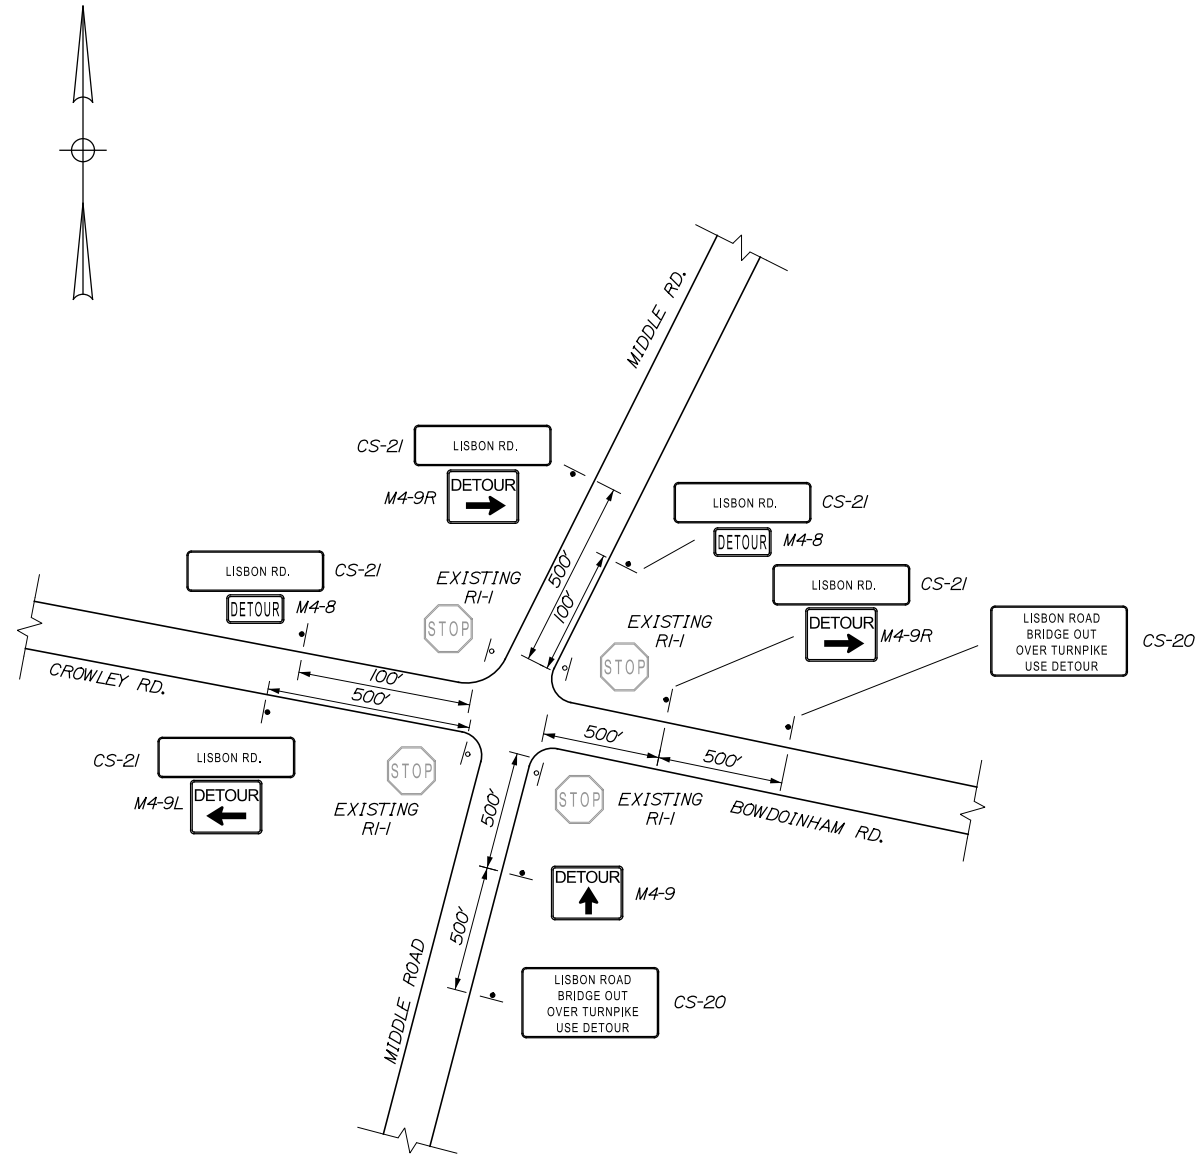 MIDDLE RD.
CS-21
LISBON RD.
M4-9R
DETOUR
LISBON RD.
CS-21
DETOUR
M4-8
500'
100'
LISBON RD.
CS-21
DETOUR
M4-8
EXISTING
R1-1
STOP
EXISTING
R1-1
STOP
LISBON RD.
CS-21
DETOUR
M4-9R
LISBON ROAD
BRIDGE OUT
OVER TURNPIKE
USE DETOUR
CS-20
CROWLEY RD.
100'
500'
500'
500'
CS-21
LISBON RD.
M4-9L
DETOUR
STOP
EXISTING
R1-1
500'
STOP
EXISTING
R1-1
BOWDOINHAM RD.
DETOUR
M4-9
500'
MIDDLE ROAD
LISBON ROAD
BRIDGE OUT
OVER TURNPIKE
USE DETOUR
CS-20